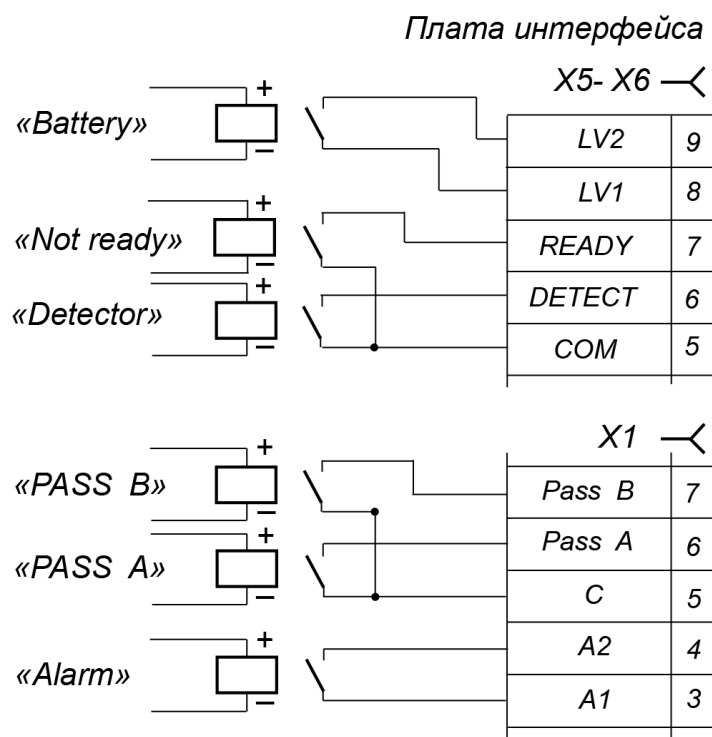 Плата интерфейса
X5- X6
«Battery» + − LV2 9
LV1 8
«Not ready» + − READY 7
«Detector» + − DETECT 6
COM 5
X1
«PASS B» + − Pass B 7
«PASS A» + − Pass A 6
C 5
«Alarm» + − A2 4
A1 3